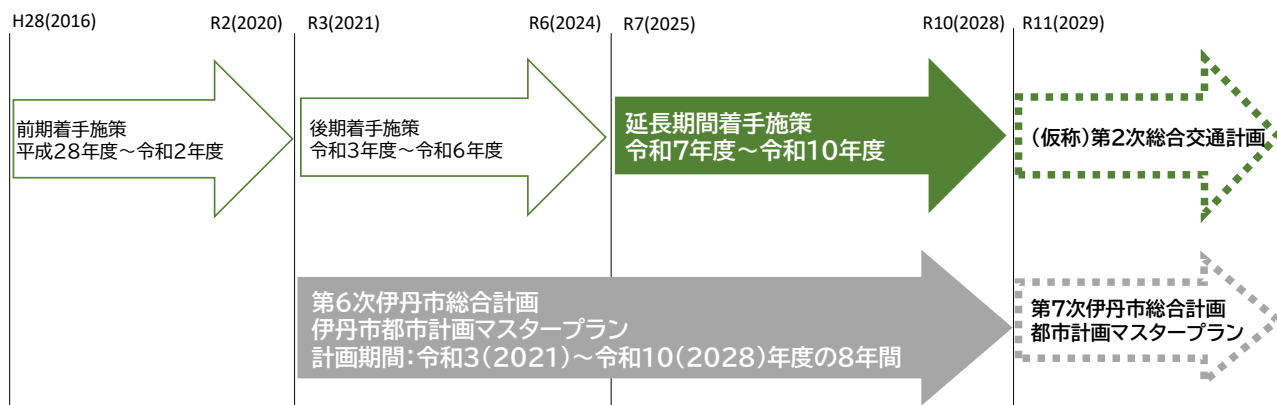 H28(2016)
R2(2020)
R3(2021)
R6(2024)
R7(2025)
R10(2028)
R11(2029)
前期着手施策
平成28年度～令和2年度
後期着手施策
令和3年度～令和6年度
延長期間着手施策
令和7年度～令和10年度
(仮称)第2次総合交通計画
第6次伊丹市総合計画
伊丹市都市計画マスタープラン
計画期間：令和3(2021)～令和10(2028)年度の8年間
第7次伊丹市総合計画
都市計画マスタープラン